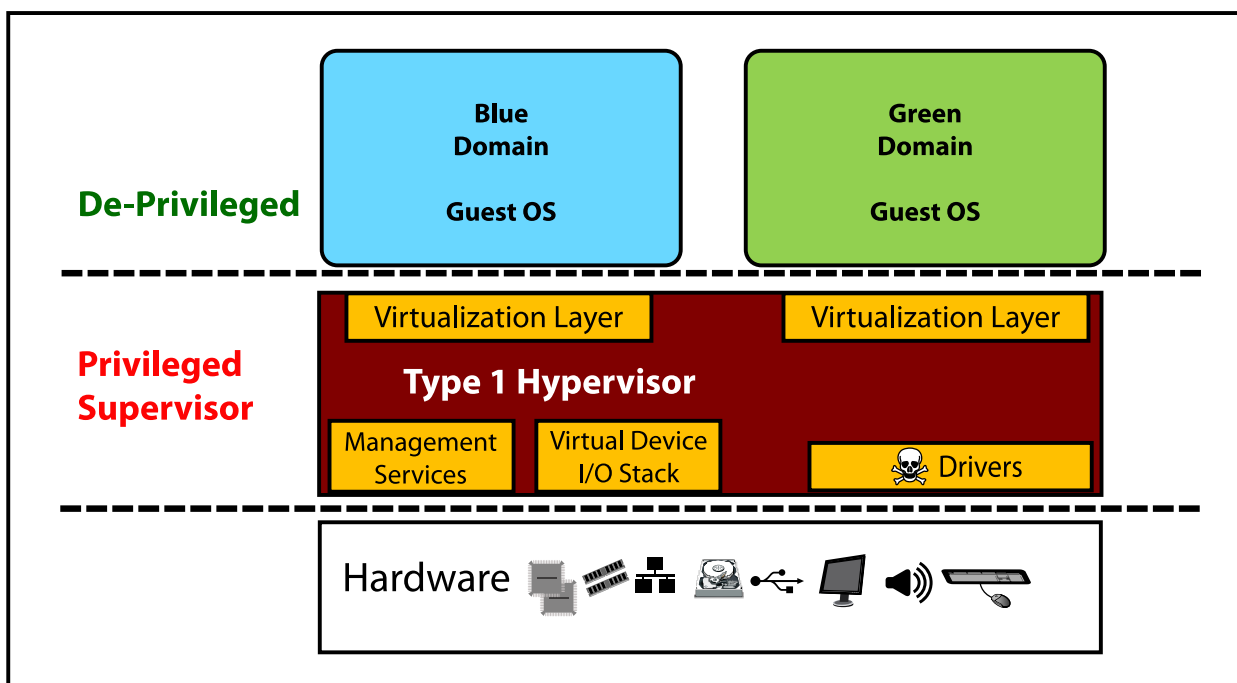 Blue
Domain
Guest OS
Green
Domain
Guest OS
De-Privileged
Virtualization Layer
Virtualization Layer
Privileged
Supervisor
Type 1 Hypervisor
Management
Services
Virtual Device
I/O Stack
Drivers
Hardware